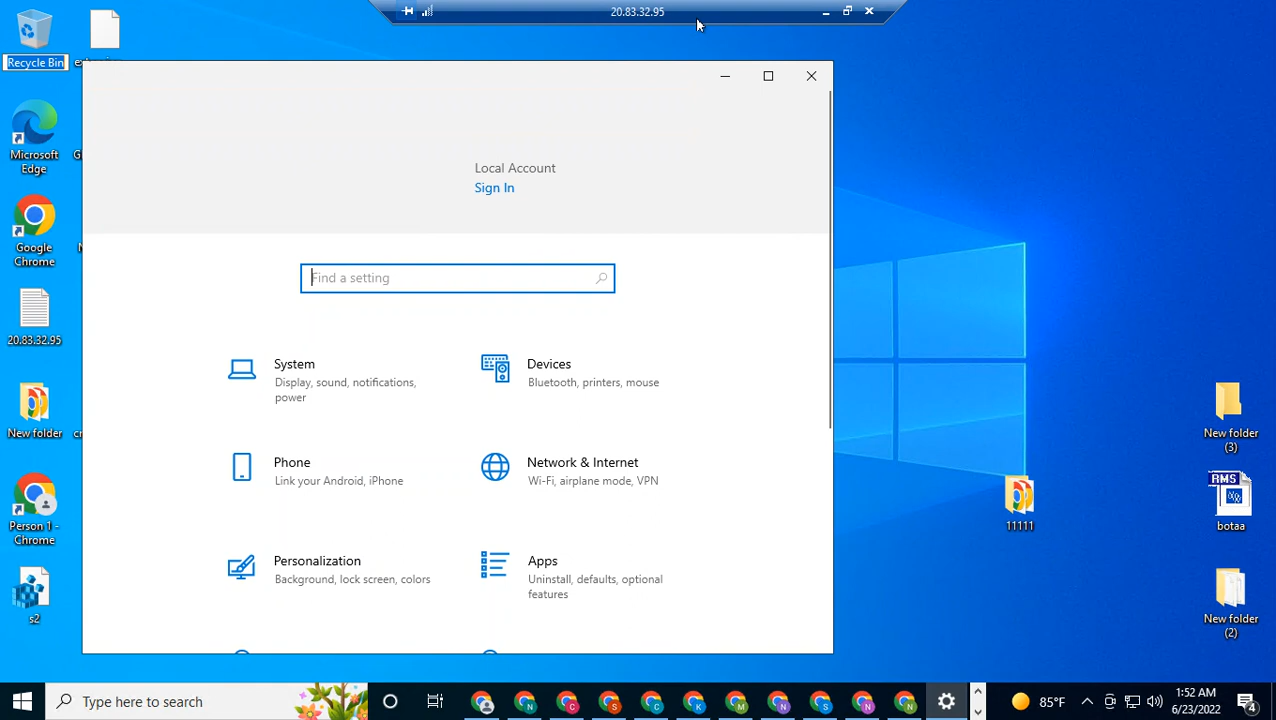 20.83.32.95
Recycle Bin
Microsoft
Edge
Google
Chrome
20.83.32.95
New folder
Person 1 -
Chrome
s2
Local Account
Sign In
Find a setting
System
Display, sound, notifications,
power
Devices
Bluetooth, printers, mouse
Phone
Link your Android, iPhone
Network & Internet
Wi-Fi, airplane mode, VPN
Personalization
Background, lock screen, colors
Apps
Uninstall, defaults, optional
features
11111
New folder
(3)
RMS
botaa
New folder
(2)
Type here to search
N
C
S
C
K
M
N
S
N
N
85°F
1:52 AM
6/23/2022
4